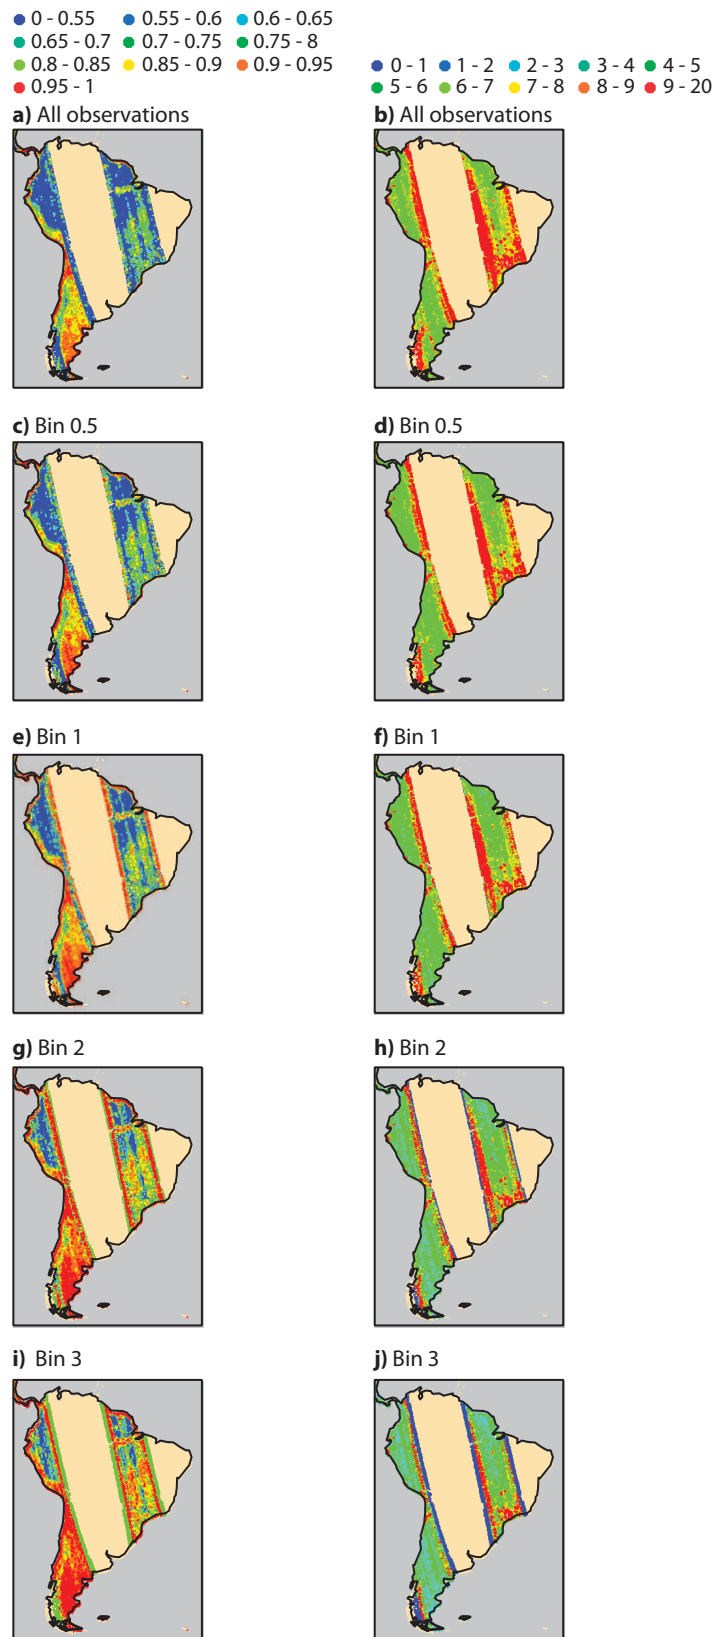 0 - 0.55 0.55 - 0.6 0.6 - 0.65
0.65 - 0.7 0.7 - 0.75 0.75 - 8
0.8 - 0.85 0.85 - 0.9 0.9 - 0.95
0.95 - 1
0 - 1 1 - 2 2 - 3 3 - 4 4 - 5
5 - 6 6 - 7 7 - 8 8 - 9 9 - 20
a) All observations
b) All observations
c) Bin 0.5
d) Bin 0.5
e) Bin 1
f) Bin 1
g) Bin 2
h) Bin 2
i) Bin 3
j) Bin 3